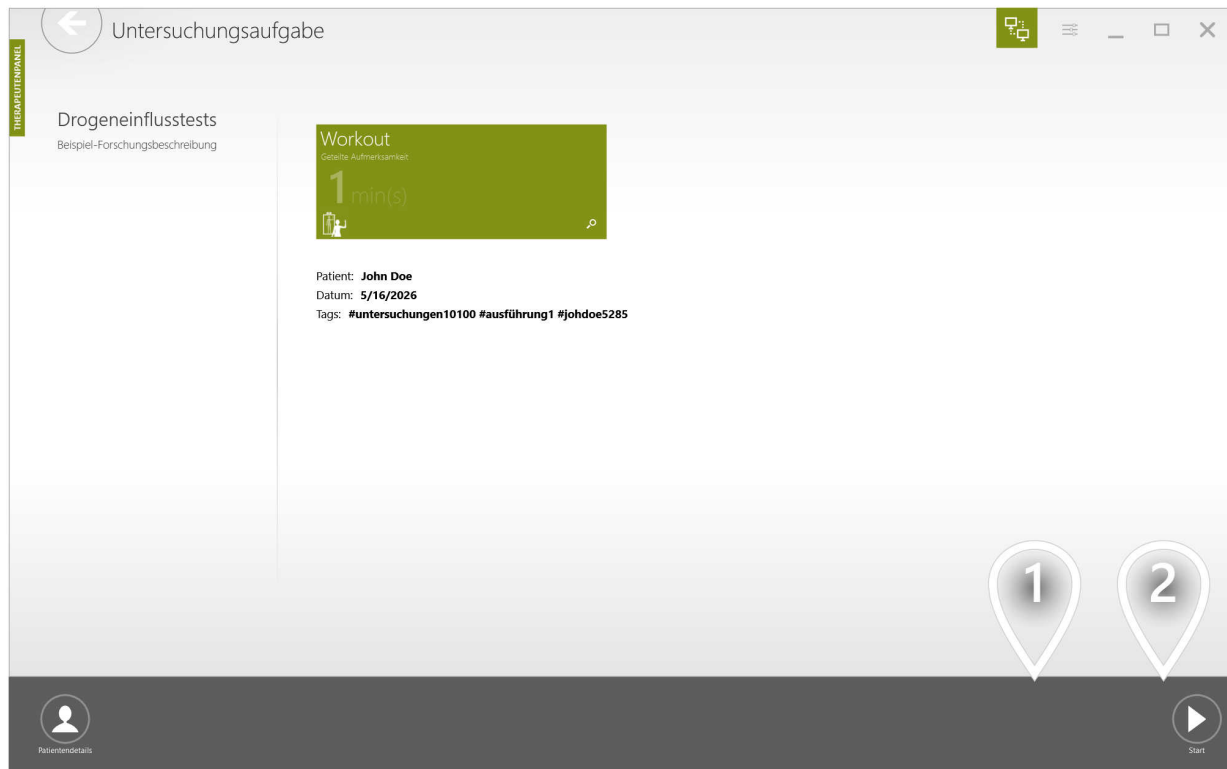 Untersuchungsaufgabe
THERAPEUTENPANEL
Drogeneinflusstests
Beispiel-Forschungsbeschreibung
Workout
Geteilte Aufmerksamkeit
1 min(s)
Patient: John Doe
Datum: 5/16/2026
Tags: #untersuchungen10100 #ausführung1 #johdoe5285
1 2
Patientendetails
Start